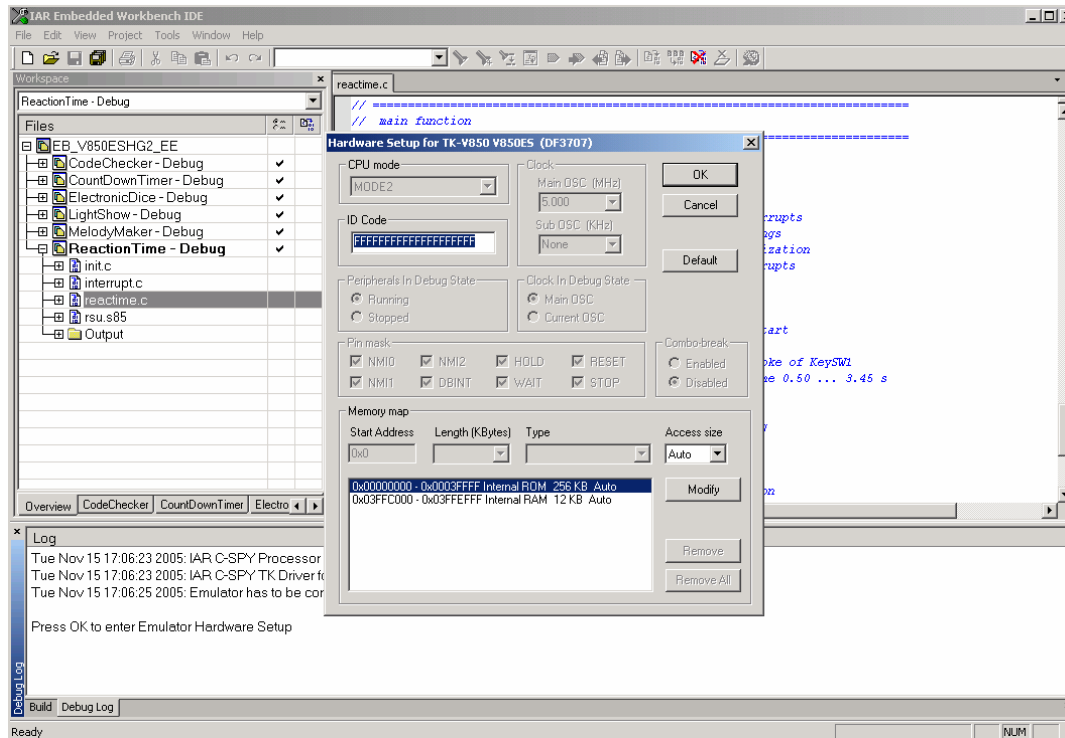 IAR Embedded Workbench IDE
File Edit View Project Tools Window Help
Workspace
ReactionTime - Debug
Files
EB_V850ESHG2_EE
CodeChecker - Debug
CountDownTimer - Debug
ElectronicDice - Debug
LightShow - Debug
MelodyMaker - Debug
ReactionTime - Debug
init.c
interrupt.c
reactime.c
rsu.s85
Output
Overview CodeChecker CountDownTimer Electro
reactime.c
// ============================================================================
// main function
rrupts
ngs
ization
rupts
tart
oke of KeySW1
me 0.50 ... 3.45 s
on
Hardware Setup for TK-V850 V850ES (DF3707)
CPU mode
MODE2
ID Code
FFFFFFFFFFFFFFFFFFFF
Clock
Main OSC (MHz)
5.000
Sub OSC (KHz)
None
OK
Cancel
Default
Peripherals In Debug State
Running
Stopped
Clock In Debug State
Main OSC
Current OSC
Pin mask
NMI0 NMI2 HOLD RESET
NMI1 DBINT WAIT STOP
Combo-break
Enabled
Disabled
Memory map
Start Address Length (KBytes) Type Access size
0x0 Auto
0x00000000 - 0x0003FFFF Internal ROM 256 KB Auto
0x03FFC000 - 0x03FFEFFF Internal RAM 12 KB Auto
Modify
Remove
Remove All
Log
Tue Nov 15 17:06:23 2005: IAR C-SPY Processor
Tue Nov 15 17:06:23 2005: IAR C-SPY TK Driver fo
Tue Nov 15 17:06:25 2005: Emulator has to be con
Press OK to enter Emulator Hardware Setup
Debug Log
Build Debug Log
Ready NUM